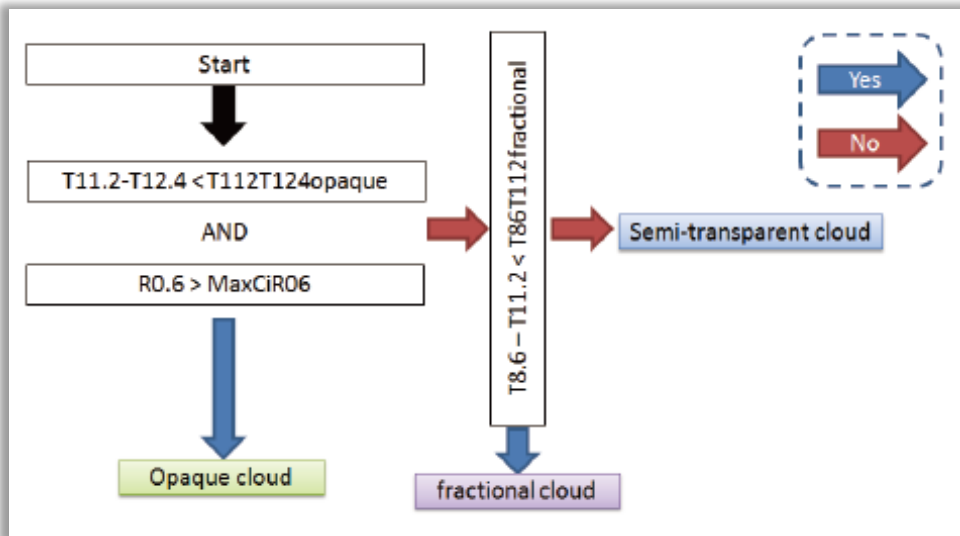 Start
T11.2-T12.4 < T112T124opaque
AND
R0.6 > MaxCiR06
Opaque cloud
T8.6 – T11.2 < T86T112fractional
fractional cloud
Semi-transparent cloud
Yes
No